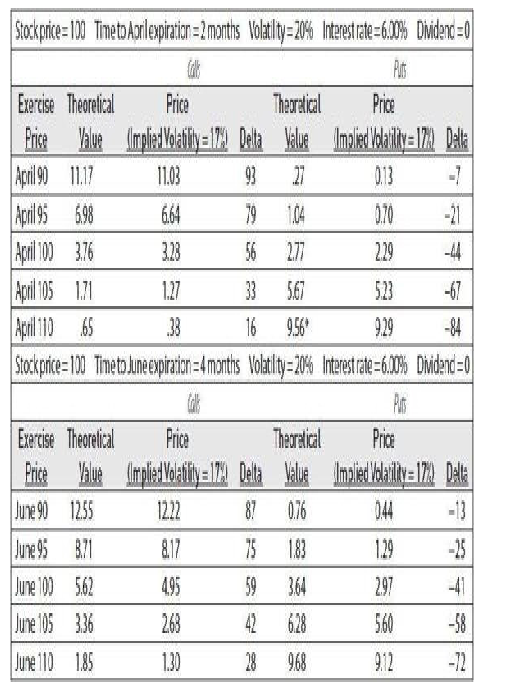 Stock price = 100 Time to April expiration = 2 months Volatility = 20% Interest rate = 6.00% Dividend = 0
Calls Puts
Exercise Theoretical Price Theoretical Price
Price Value (Implied Volatility = 17%) Delta Value (Implied Volatility = 17%) Delta
April 90 11.17 11.03 93 .27 0.13 –7
April 95 6.98 6.64 79 1.04 0.70 –21
April 100 3.76 3.28 56 2.77 2.29 –44
April 105 1.71 1.27 33 5.67 5.23 –67
April 110 .65 .38 16 9.56* 9.29 –84
Stock price = 100 Time to June expiration = 4 months Volatility = 20% Interest rate = 6.00% Dividend = 0
Calls Puts
Exercise Theoretical Price Theoretical Price
Price Value (Implied Volatility = 17%) Delta Value (Implied Volatility = 17%) Delta
June 90 12.55 12.22 87 0.76 0.44 –13
June 95 8.71 8.17 75 1.83 1.29 –25
June 100 5.62 4.95 59 3.64 2.97 –41
June 105 3.36 2.68 42 6.28 5.60 –58
June 110 1.85 1.30 28 9.68 9.12 –72